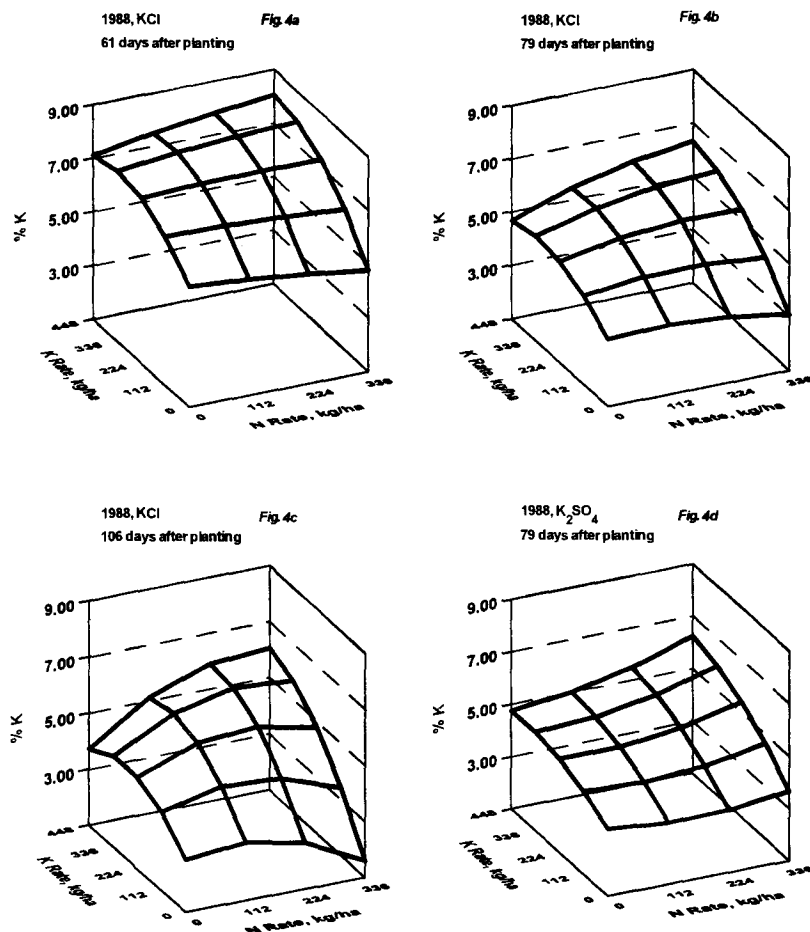 1988, KCl Fig. 4a
61 days after planting
9.00
7.00
5.00
3.00
% K
448
336
224
112
0
K Rate, kg/ha
0
112
224
336
N Rate, kg/ha
1988, KCl Fig. 4b
79 days after planting
9.00
7.00
5.00
3.00
% K
448
336
224
112
0
K Rate, kg/ha
0
112
224
336
N Rate, kg/ha
1988, KCl Fig. 4c
106 days after planting
9.00
7.00
5.00
3.00
% K
448
336
224
112
0
K Rate, kg/ha
0
112
224
336
N Rate, kg/ha
1988, K2SO4 Fig. 4d
79 days after planting
9.00
7.00
5.00
3.00
% K
448
336
224
112
0
K Rate, kg/ha
0
112
224
336
N Rate, kg/ha